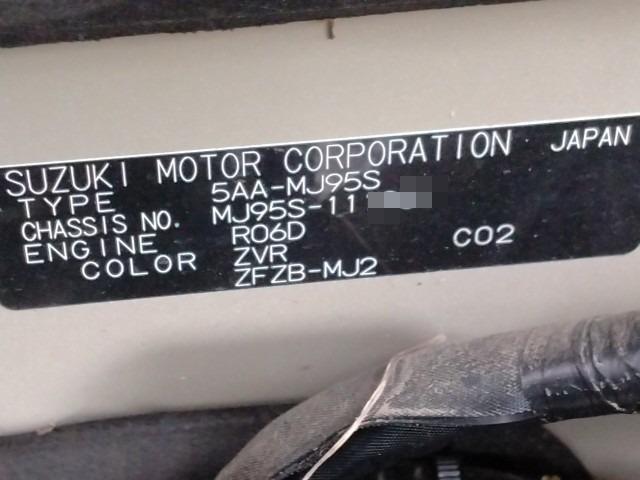 SUZUKI MOTOR CORPORATION JAPAN
TYPE 5AA-MJ95S
CHASSIS NO. MJ95S-11
ENGINE R06D C02
COLOR ZVR
ZFZB-MJ2